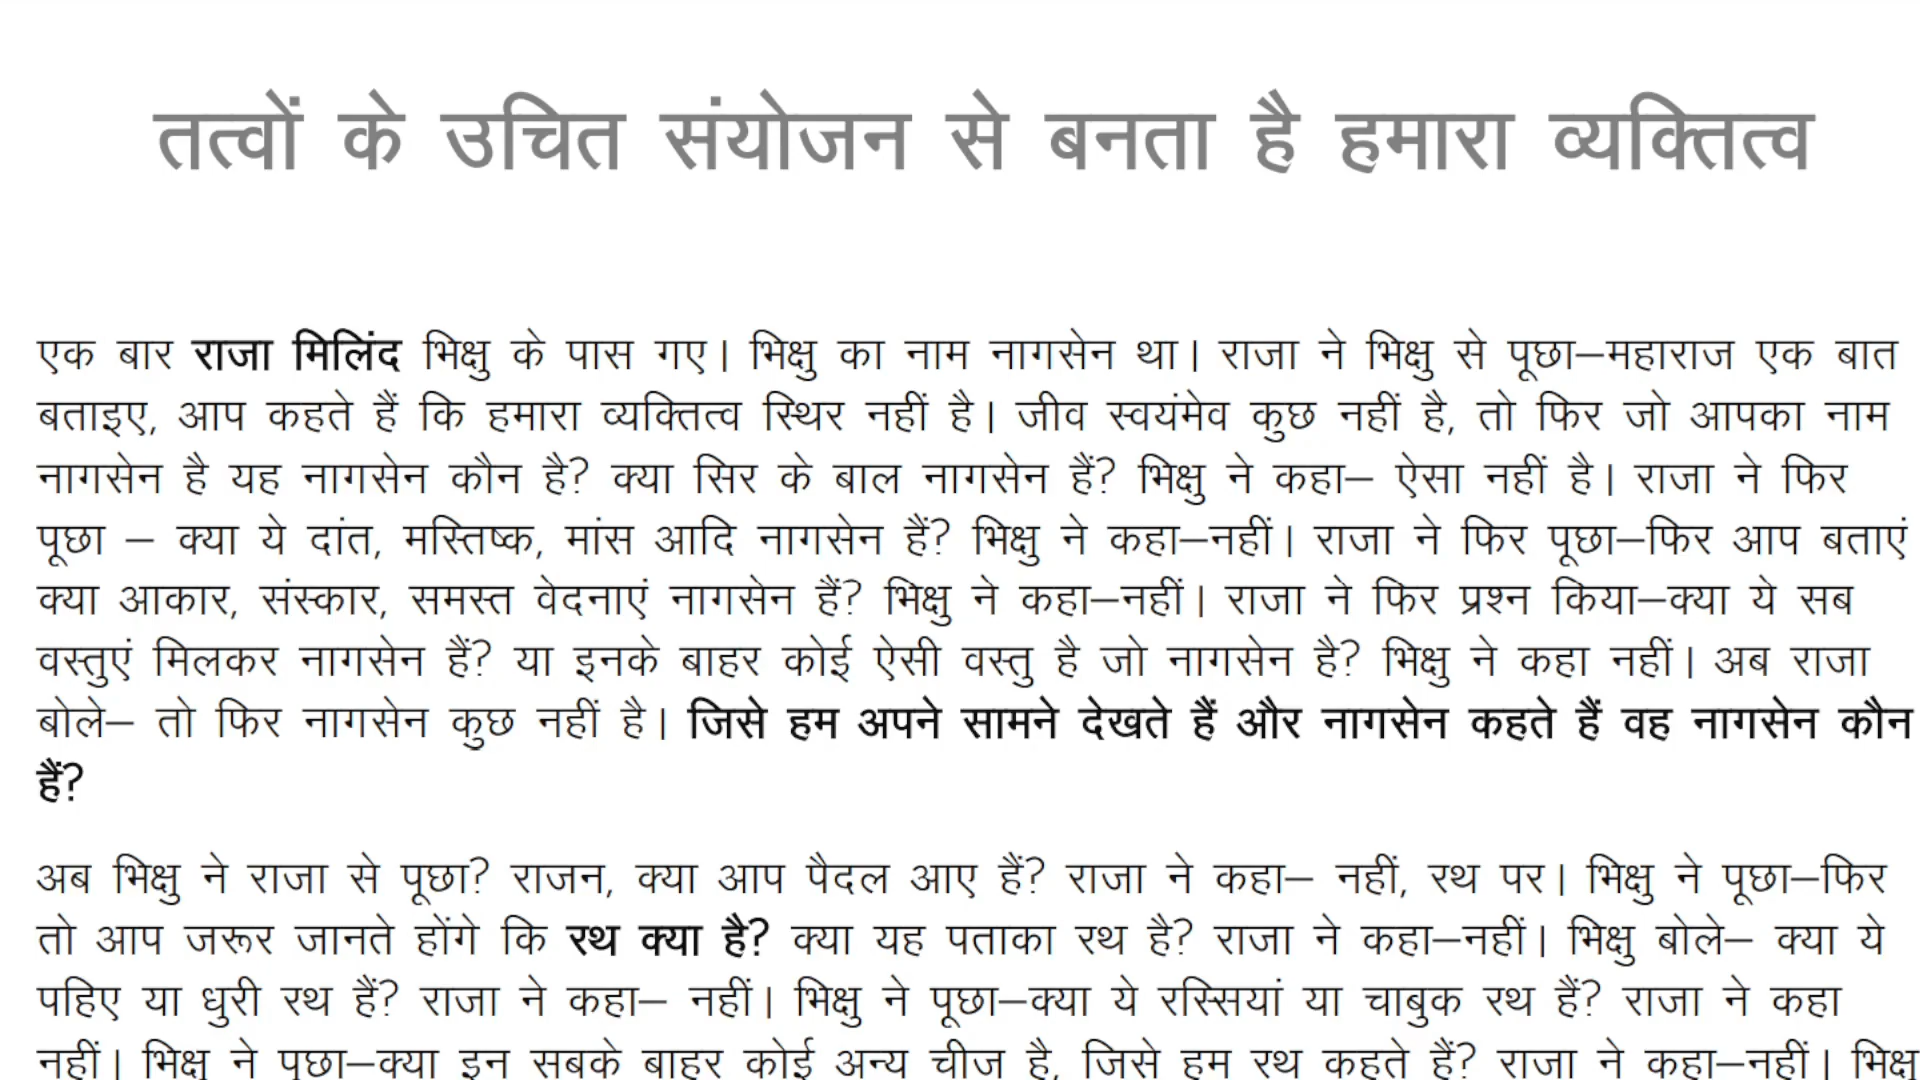 तत्वों के उचित संयोजन से बनता है हमारा व्यक्तित्व
एक बार राजा मिलिंद भिक्षु के पास गए। भिक्षु का नाम नागसेन था। राजा ने भिक्षु से पूछा–महाराज एक बात
बताइए, आप कहते हैं कि हमारा व्यक्तित्व स्थिर नहीं है। जीव स्वयंमेव कुछ नहीं है, तो फिर जो आपका नाम
नागसेन है यह नागसेन कौन है? क्या सिर के बाल नागसेन हैं? भिक्षु ने कहा– ऐसा नहीं है। राजा ने फिर
पूछा – क्या ये दांत, मस्तिष्क, मांस आदि नागसेन हैं? भिक्षु ने कहा–नहीं। राजा ने फिर पूछा–फिर आप बताएं
क्या आकार, संस्कार, समस्त वेदनाएं नागसेन हैं? भिक्षु ने कहा–नहीं। राजा ने फिर प्रश्न किया–क्या ये सब
वस्तुएं मिलकर नागसेन हैं? या इनके बाहर कोई ऐसी वस्तु है जो नागसेन है? भिक्षु ने कहा नहीं। अब राजा
बोले– तो फिर नागसेन कुछ नहीं है। जिसे हम अपने सामने देखते हैं और नागसेन कहते हैं वह नागसेन कौन
हैं?
अब भिक्षु ने राजा से पूछा? राजन, क्या आप पैदल आए हैं? राजा ने कहा– नहीं, रथ पर। भिक्षु ने पूछा–फिर
तो आप जरूर जानते होंगे कि रथ क्या है? क्या यह पताका रथ है? राजा ने कहा–नहीं। भिक्षु बोले– क्या ये
पहिए या धुरी रथ हैं? राजा ने कहा– नहीं। भिक्षु ने पूछा–क्या ये रस्सियां या चाबुक रथ हैं? राजा ने कहा
नहीं। भिक्षु ने पूछा–क्या इन सबके बाहर कोई अन्य चीज है, जिसे हम रथ कहते हैं? राजा ने कहा–नहीं। भिक्षु